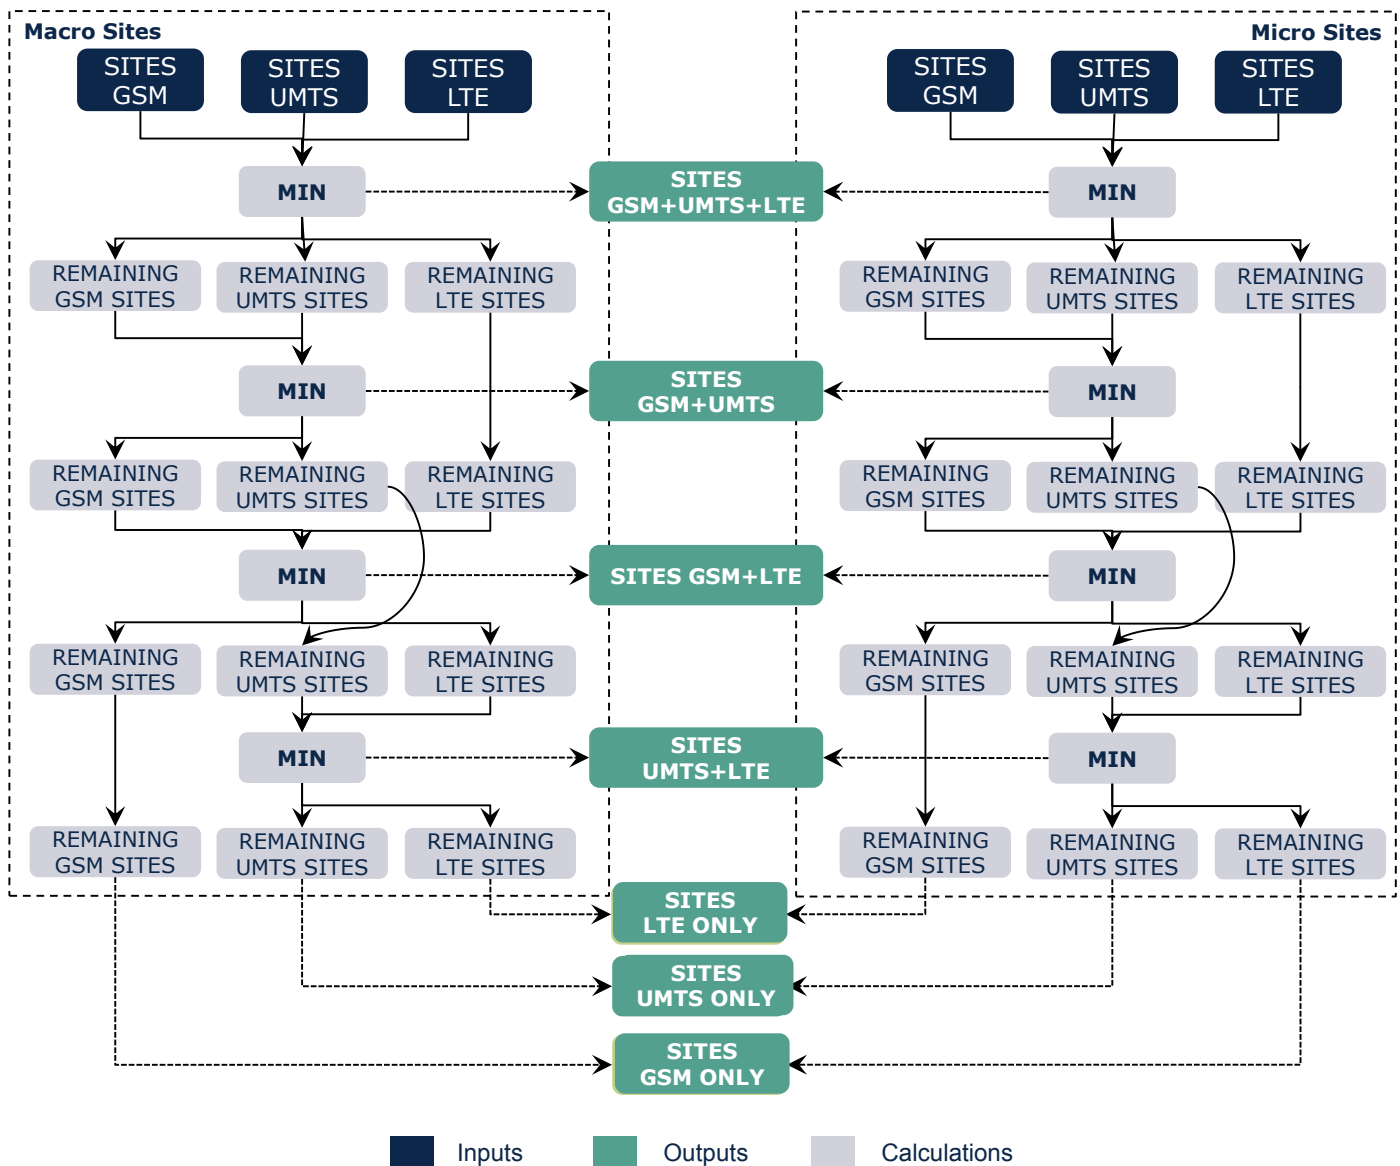 Macro Sites
SITES
GSM
SITES
UMTS
SITES
LTE
MIN
REMAINING
GSM SITES
REMAINING
UMTS SITES
REMAINING
LTE SITES
MIN
REMAINING
GSM SITES
REMAINING
UMTS SITES
REMAINING
LTE SITES
MIN
REMAINING
GSM SITES
REMAINING
UMTS SITES
REMAINING
LTE SITES
MIN
REMAINING
GSM SITES
REMAINING
UMTS SITES
REMAINING
LTE SITES
SITES
GSM+UMTS+LTE
SITES
GSM+UMTS
SITES GSM+LTE
SITES
UMTS+LTE
SITES
LTE ONLY
SITES
UMTS ONLY
SITES
GSM ONLY
Micro Sites
SITES
GSM
SITES
UMTS
SITES
LTE
MIN
REMAINING
GSM SITES
REMAINING
UMTS SITES
REMAINING
LTE SITES
MIN
REMAINING
GSM SITES
REMAINING
UMTS SITES
REMAINING
LTE SITES
MIN
REMAINING
GSM SITES
REMAINING
UMTS SITES
REMAINING
LTE SITES
MIN
REMAINING
GSM SITES
REMAINING
UMTS SITES
REMAINING
LTE SITES
Inputs
Outputs
Calculations